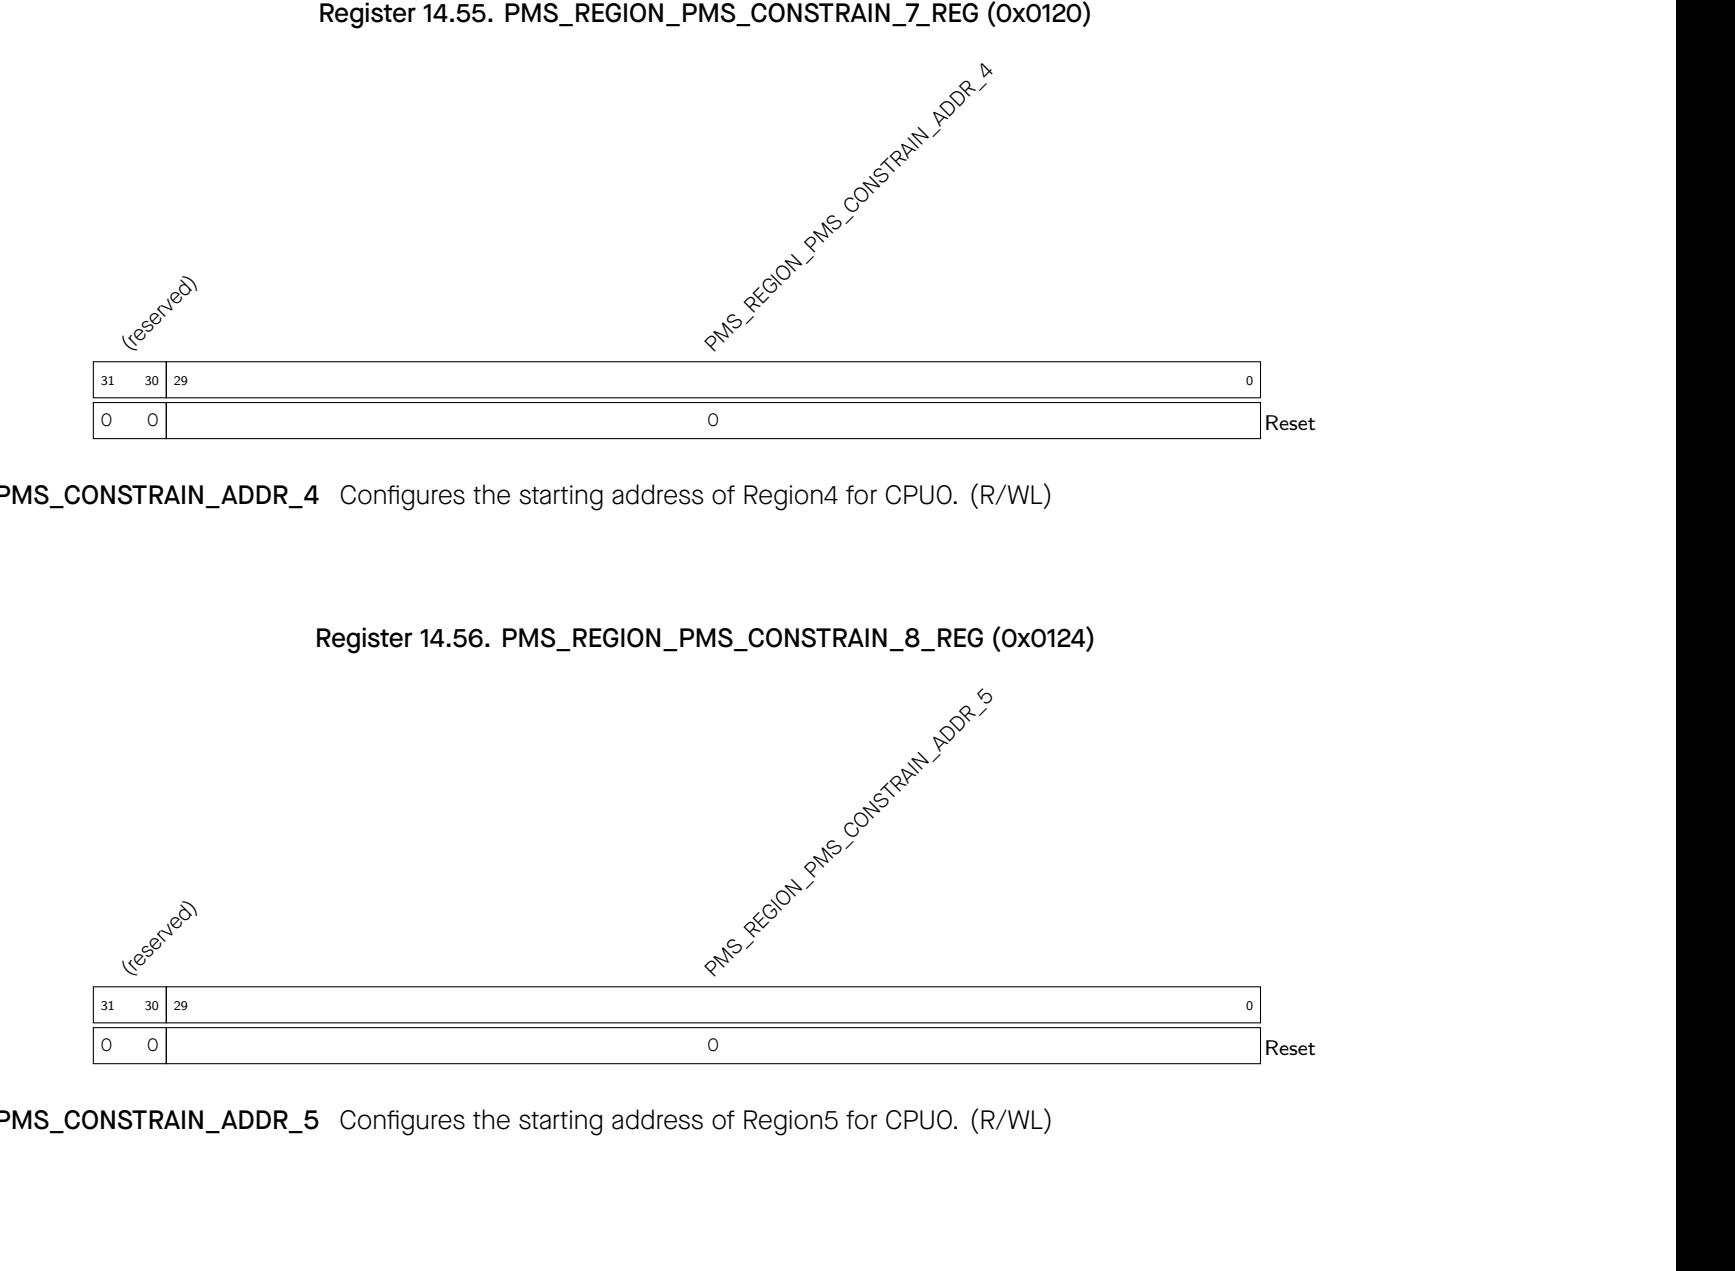 Register 14.55. PMS_REGION_PMS_CONSTRAIN_7_REG (0x0120)
PMS_REGION_PMS_CONSTRAIN_ADDR_4
(reserved)
31 30 29 0
0 0 0 Reset
PMS_CONSTRAIN_ADDR_4 Configures the starting address of Region4 for CPU0. (R/WL)
Register 14.56. PMS_REGION_PMS_CONSTRAIN_8_REG (0x0124)
PMS_REGION_PMS_CONSTRAIN_ADDR_5
(reserved)
31 30 29 0
0 0 0 Reset
PMS_CONSTRAIN_ADDR_5 Configures the starting address of Region5 for CPU0. (R/WL)